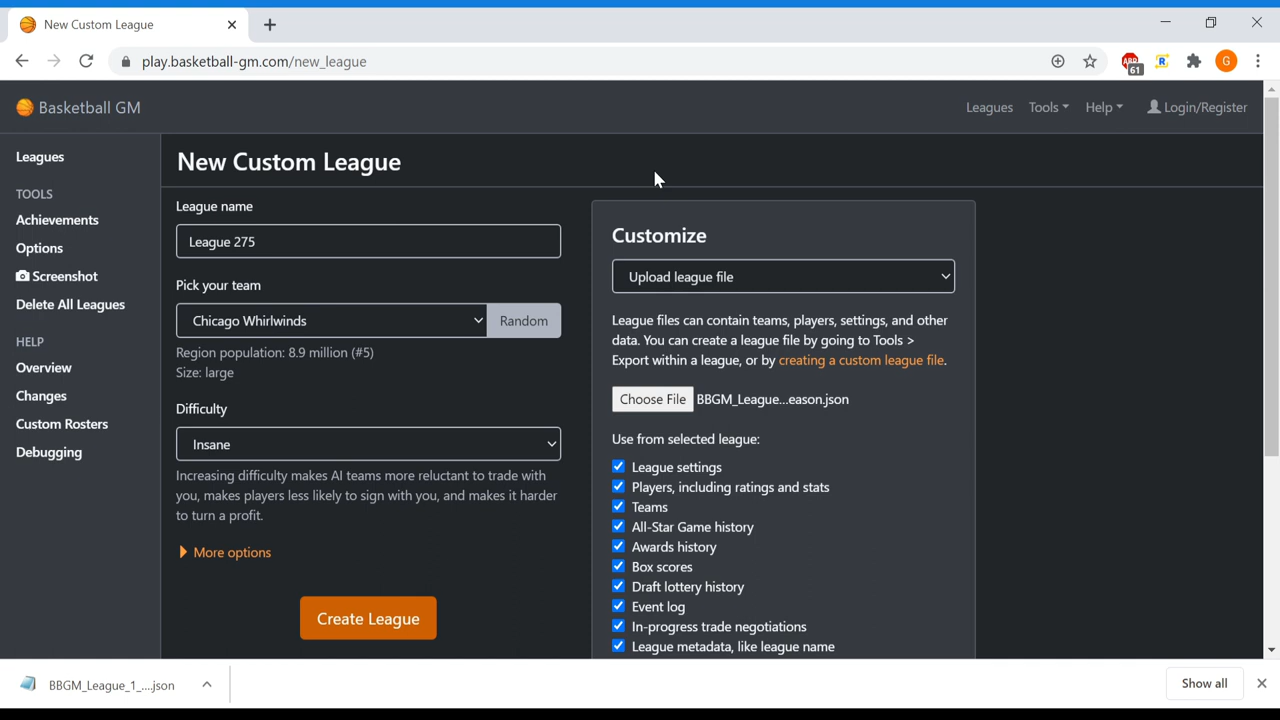 New Custom League
play.basketball-gm.com/new_league
ABP
61
R
G
Basketball GM
Leagues
Tools
Help
Login/Register
Leagues
TOOLS
Achievements
Options
Screenshot
Delete All Leagues
HELP
Overview
Changes
Custom Rosters
Debugging
New Custom League
League name
League 275
Pick your team
Chicago Whirlwinds
Random
Region population: 8.9 million (#5)
Size: large
Difficulty
Insane
Increasing difficulty makes AI teams more reluctant to trade with
you, makes players less likely to sign with you, and makes it harder
to turn a profit.
More options
Create League
Customize
Upload league file
League files can contain teams, players, settings, and other
data. You can create a league file by going to Tools >
Export within a league, or by creating a custom league file.
Choose File BBGM_League...eason.json
Use from selected league:
League settings
Players, including ratings and stats
Teams
All-Star Game history
Awards history
Box scores
Draft lottery history
Event log
In-progress trade negotiations
League metadata, like league name
BBGM_League_1_....json
Show all